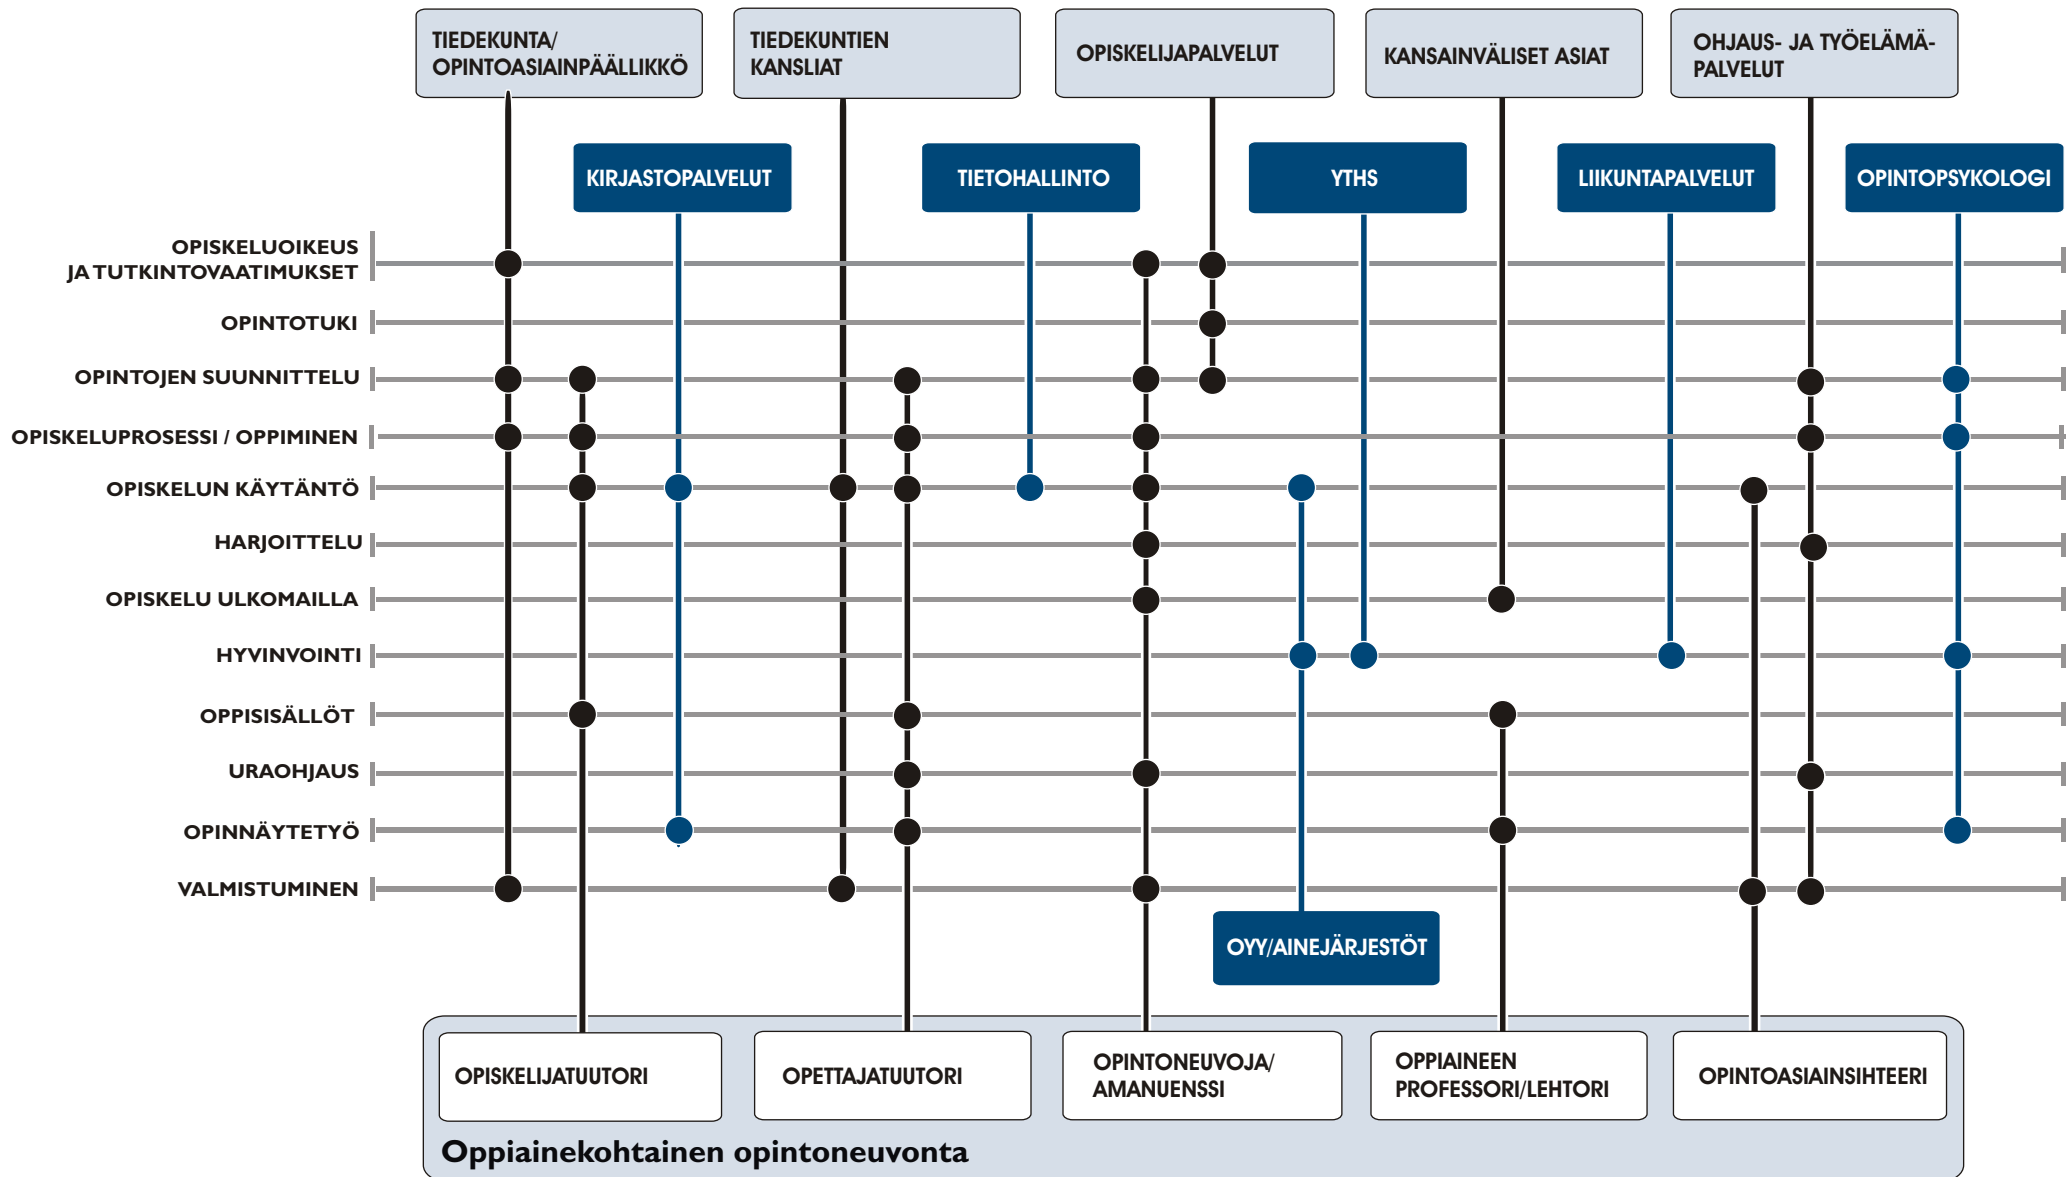 TIEDEKUNTA/
OPINTOASIAINPÄÄLLIKKÖ
TIEDEKUNTIEN
KANSLIAT
OPISKELIJAPALVELUT
KANSAINVÄLISET ASIAT
OHJAUS- JA TYÖELÄMÄ-
PALVELUT
KIRJASTOPALVELUT
TIETOHALLINTO
YTHS
LIIKUNTAPALVELUT
OPINTOPSYKOLOGI
OPISKELUOIKEUS
JA TUTKINTOVAATIMUKSET
OPINTOTUKI
OPINTOJEN SUUNNITTELU
OPISKELUPROSESSI / OPPIMINEN
OPISKELUN KÄYTÄNTÖ
HARJOITTELU
OPISKELU ULKOMAILLA
HYVINVOINTI
OPPISISÄLLÖT
URAOHJAUS
OPINNÄYTETYÖ
VALMISTUMINEN
OYY/AINEJÄRJESTÖT
OPISKELIJATUUTORI
OPETTAJATUUTORI
OPINTONEUVOJA/
AMANUENSSI
OPPIAINEEN
PROFESSORI/LEHTORI
OPINTOASIAINSIHTEERI
Oppiainekohtainen opintoneuvonta